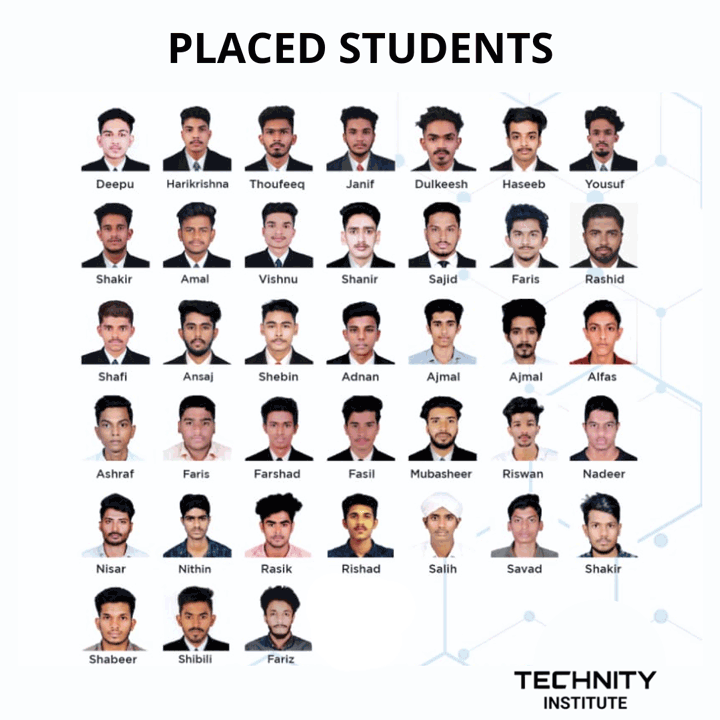 PLACED STUDENTS
Deepu Harikrishna Thoufeeq Janif Dulkeesh Haseeb Yousuf
Shakir Amal Vishnu Shanir Sajid Faris Rashid
Shafi Ansaj Shebin Adnan Ajmal Ajmal Alfas
Ashraf Faris Farshad Fasil Mubasheer Riswan Nadeer
Nisar Nithin Rasik Rishad Salih Savad Shakir
Shabeer Shibili Fariz
TECHNITY
INSTITUTE